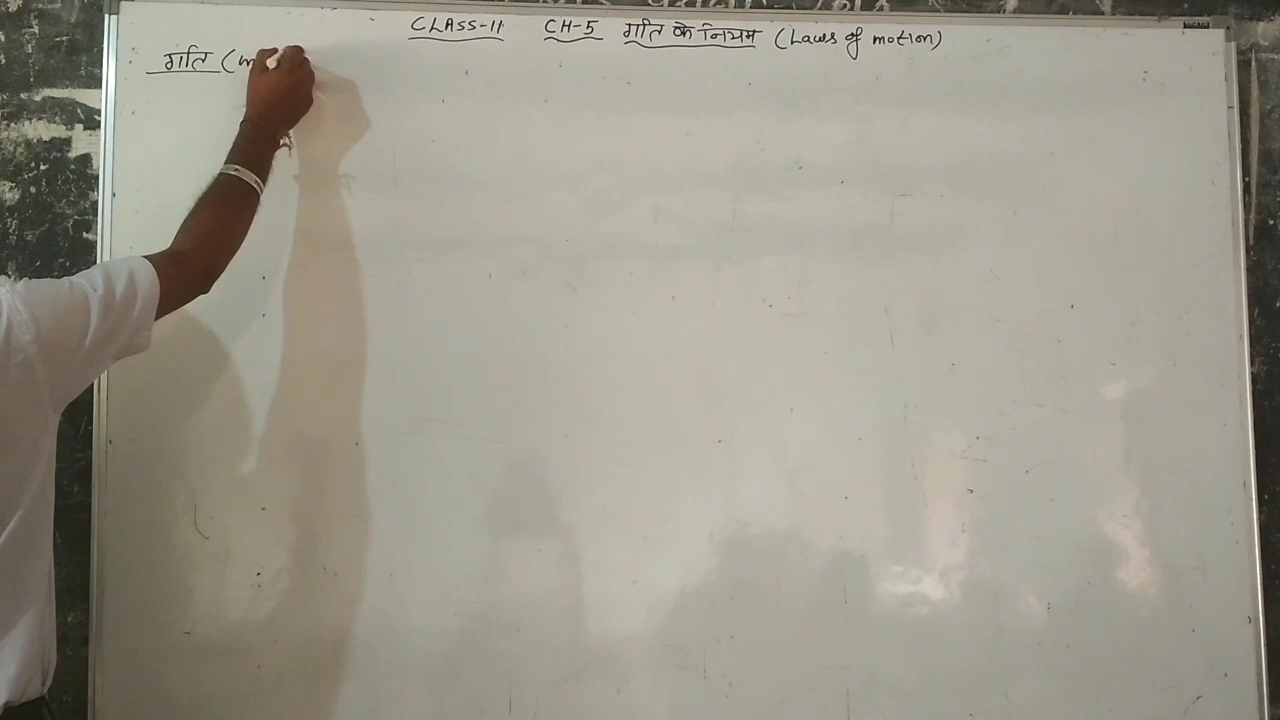 CLASS-11 CH-5 गति के नियम (Laws of motion)
गति (m